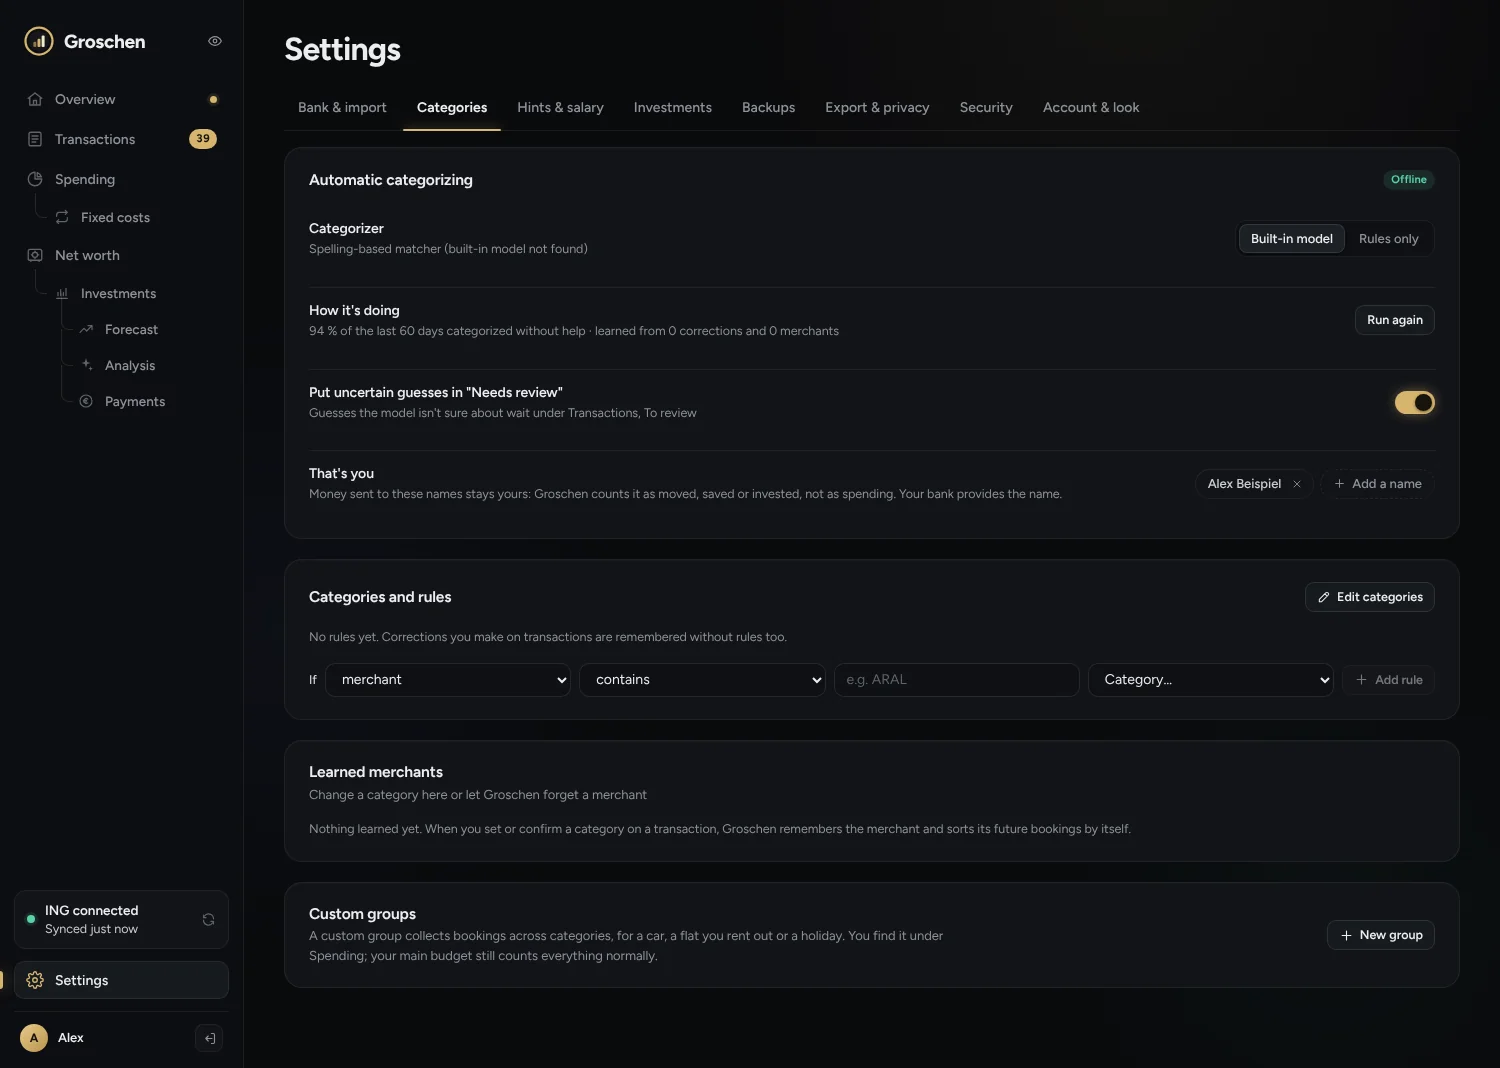 Groschen
Overview
Transactions
39
Spending
Fixed costs
Net worth
Investments
Forecast
Analysis
Payments
ING connected
Synced just now
Settings
A
Alex
Settings
Bank & import
Categories
Hints & salary
Investments
Backups
Export & privacy
Security
Account & look
Automatic categorizing
Offline
Categorizer
Spelling-based matcher (built-in model not found)
Built-in model
Rules only
How it's doing
94 % of the last 60 days categorized without help · learned from 0 corrections and 0 merchants
Run again
Put uncertain guesses in "Needs review"
Guesses the model isn't sure about wait under Transactions, To review
That's you
Money sent to these names stays yours: Groschen counts it as moved, saved or invested, not as spending. Your bank provides the name.
Alex Beispiel ×
+ Add a name
Categories and rules
Edit categories
No rules yet. Corrections you make on transactions are remembered without rules too.
If
merchant
contains
e.g. ARAL
Category...
+ Add rule
Learned merchants
Change a category here or let Groschen forget a merchant
Nothing learned yet. When you set or confirm a category on a transaction, Groschen remembers the merchant and sorts its future bookings by itself.
Custom groups
A custom group collects bookings across categories, for a car, a flat you rent out or a holiday. You find it under
Spending; your main budget still counts everything normally.
+ New group